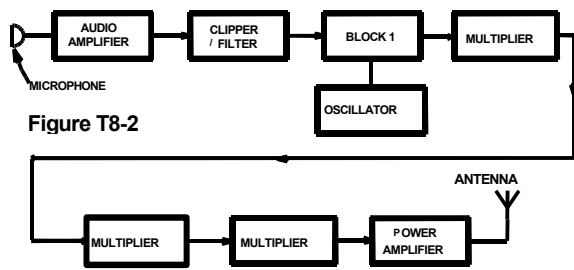 AUDIO
AMPLIFIER
CLIPPER
/ FILTER
BLOCK 1
MULTIPLIER
MICROPHONE
OSCILLATOR
Figure T8-2
ANTENNA
MULTIPLIER
MULTIPLIER
POWER
AMPLIFIER